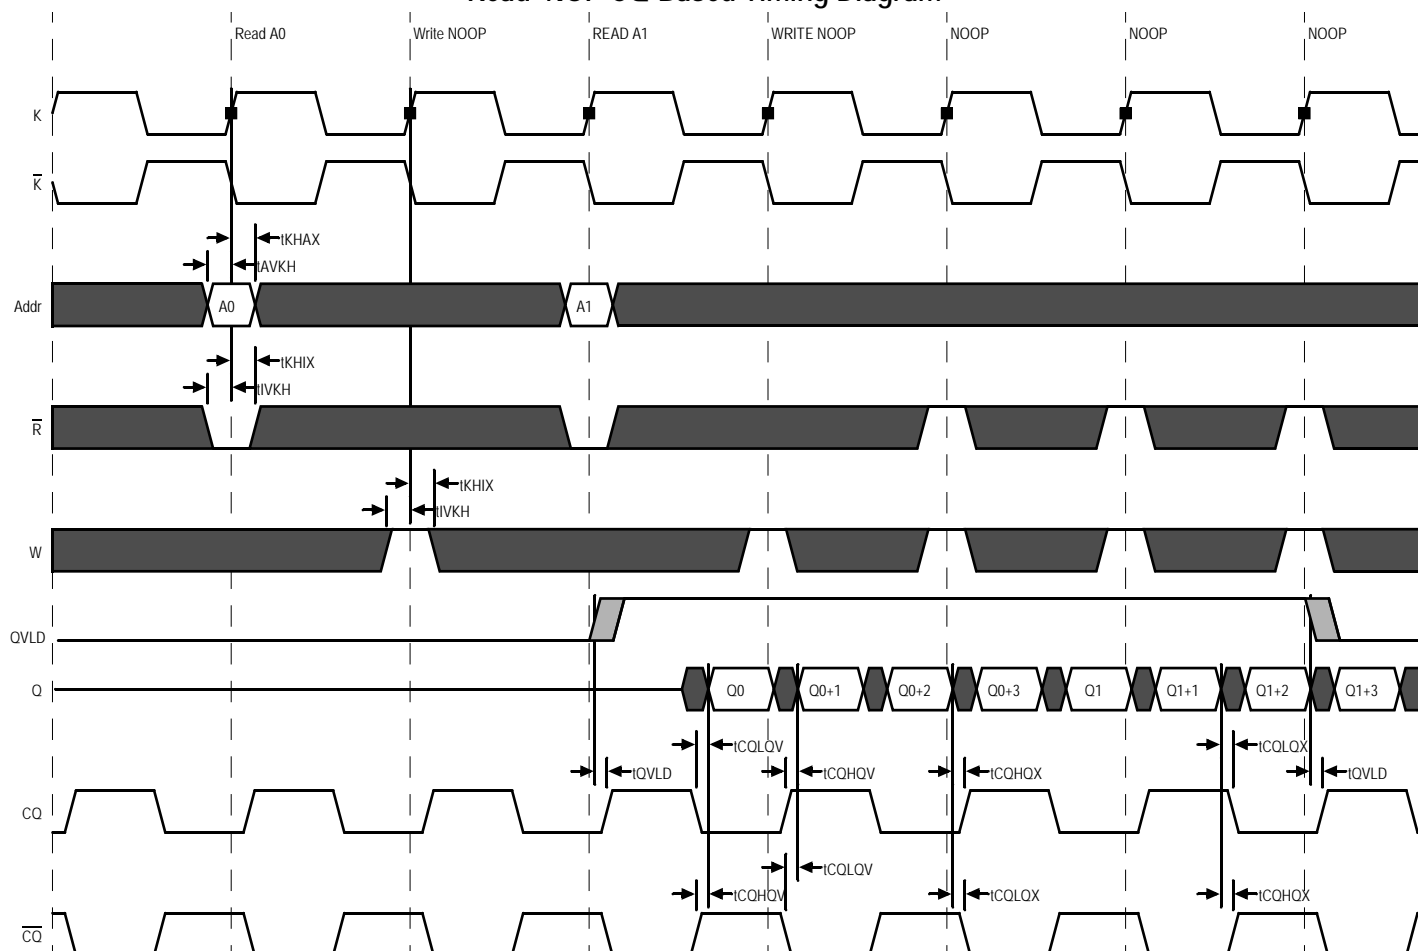 Read A0 Write NOOP READ A1 WRITE NOOP NOOP NOOP NOOP
K
K̅
tKHAX
tAVKH
Addr A0 A1
tKHIX
tIVKH
R̅
tKHIX
tIVKH
W
QVLD
Q Q0 Q0+1 Q0+2 Q0+3 Q1 Q1+1 Q1+2 Q1+3
tCQLQV tCQLQX
tQVLD tCQHQV tCQHQX tQVLD
CQ
tCQLQV
tCQHQV tCQLQX tCQHQX
C̅Q̅